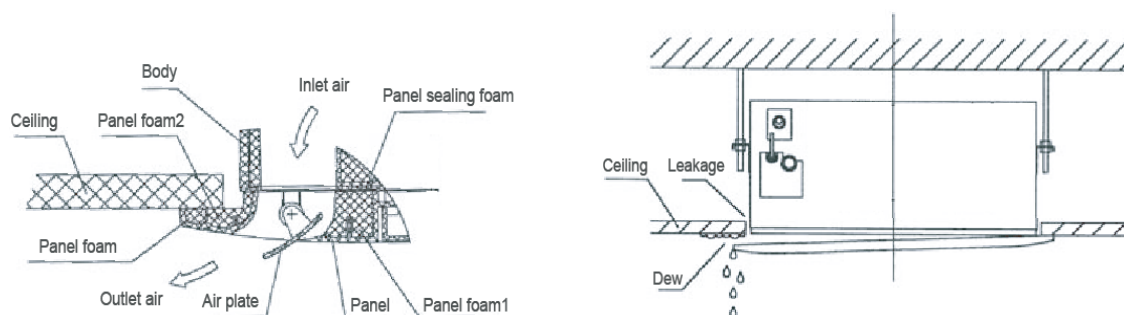 Body
Inlet air
Panel sealing foam
Ceiling
Panel foam2
Panel foam
Outlet air
Air plate
Panel
Panel foam1
Leakage
Ceiling
Dew